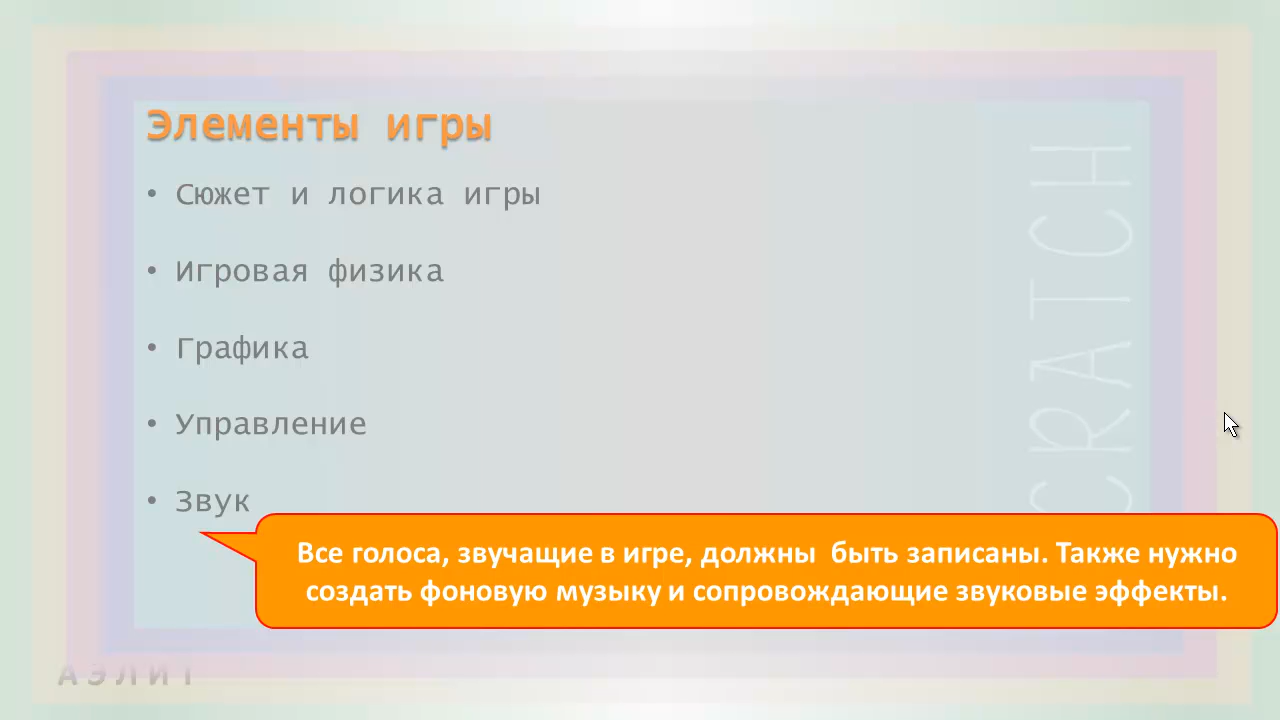 Элементы игры
• Сюжет и логика игры
• Игровая физика
• Графика
• Управление
• Звук
Все голоса, звучащие в игре, должны  быть записаны. Также нужно
создать фоновую музыку и сопровождающие звуковые эффекты.
CRATCH
АЭЛИТ